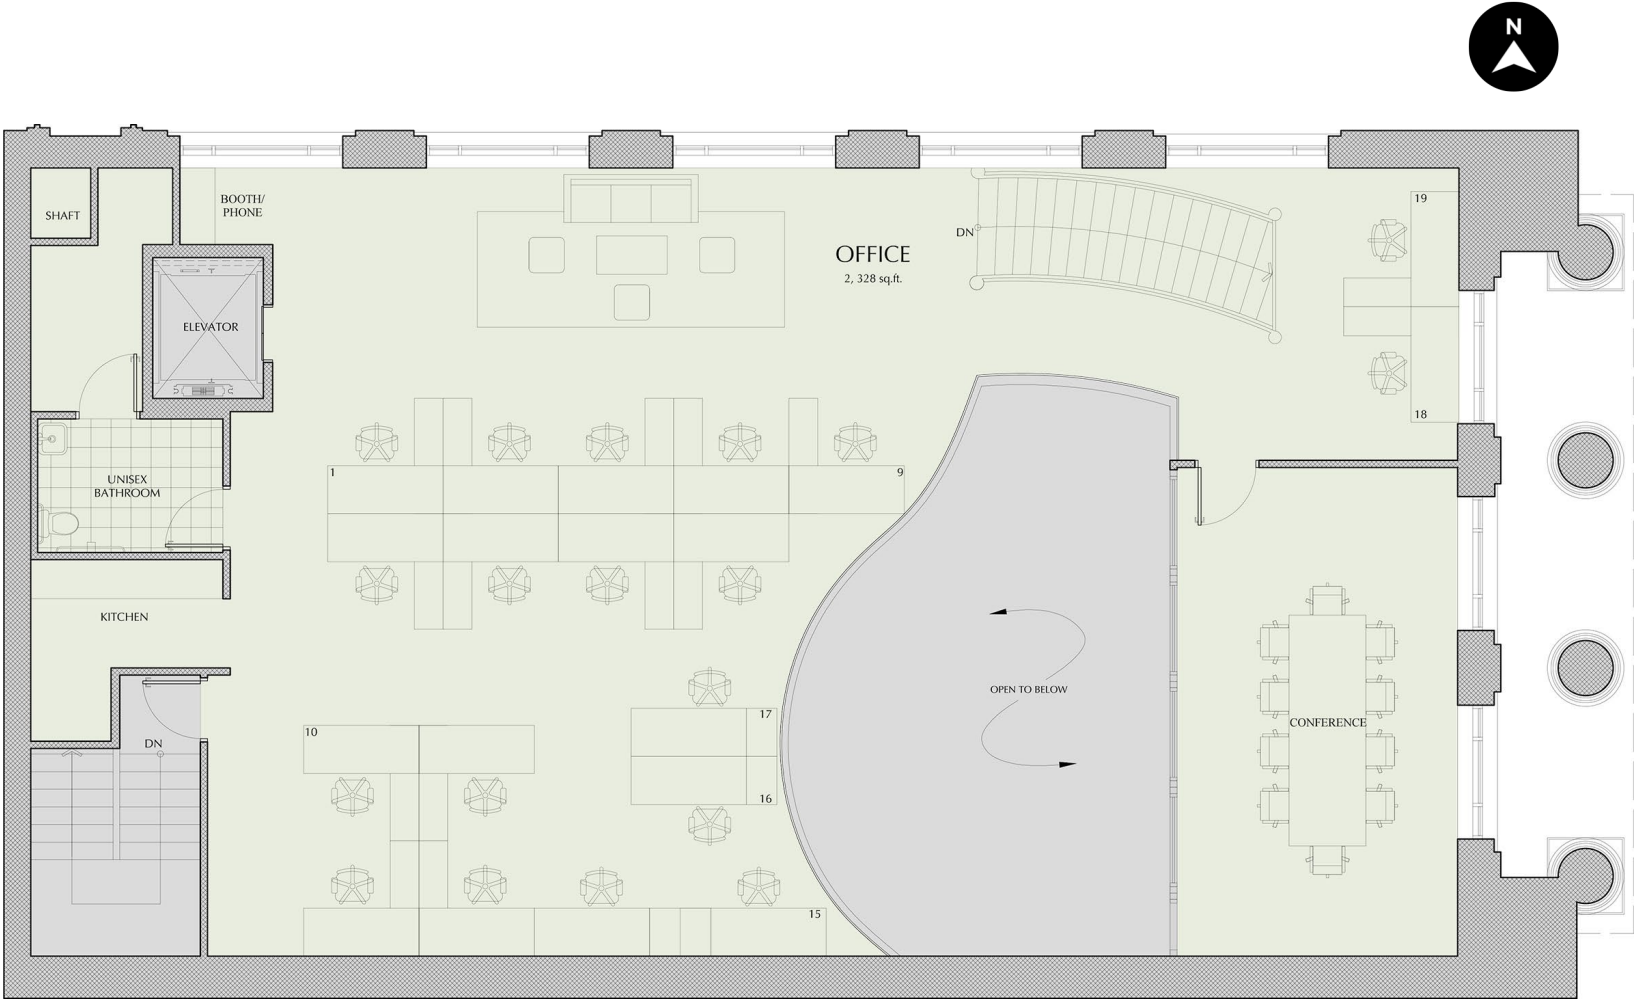 N
SHAFT
BOOTH/
PHONE
OFFICE
2, 328 sq.ft.
DN
19
ELEVATOR
18
1
9
UNISEX
BATHROOM
KITCHEN
OPEN TO BELOW
CONFERENCE
DN
10
17
16
15